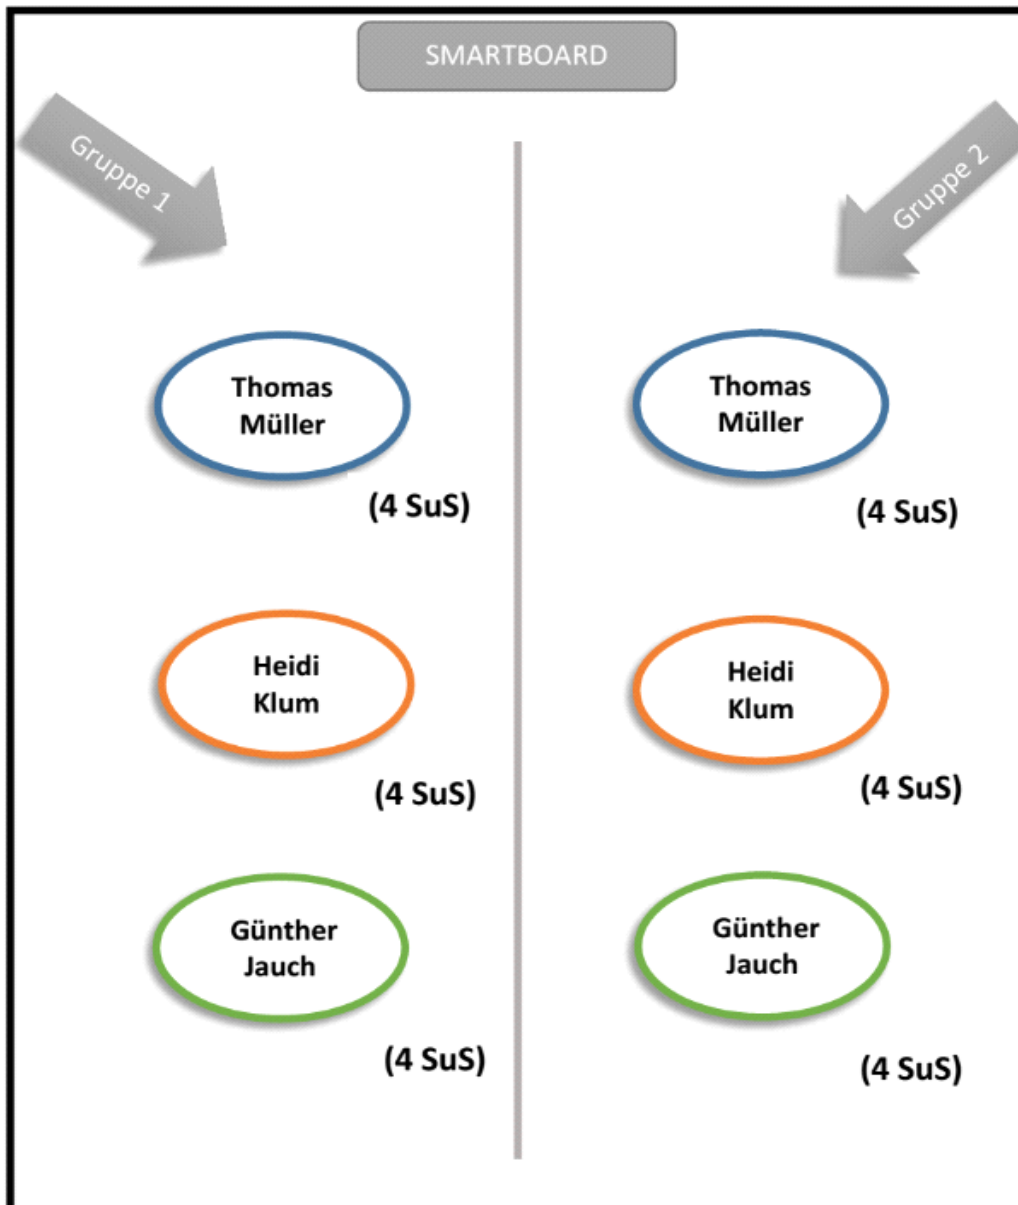 SMARTBOARD
Gruppe 1
Gruppe 2
Thomas
Müller
(4 SuS)
Thomas
Müller
(4 SuS)
Heidi
Klum
(4 SuS)
Heidi
Klum
(4 SuS)
Günther
Jauch
(4 SuS)
Günther
Jauch
(4 SuS)